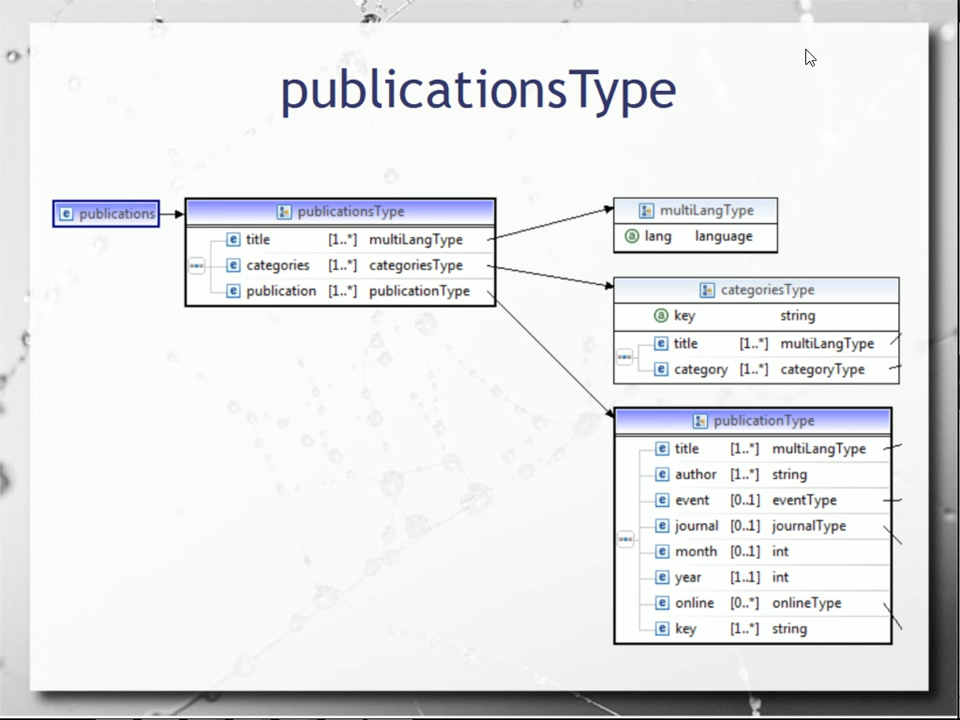 publicationsType
e publications
publicationsType
e title [1..*] multiLangType
e categories [1..*] categoriesType
e publication [1..*] publicationType
multiLangType
a lang language
categoriesType
a key string
e title [1..*] multiLangType
e category [1..*] categoryType
publicationType
e title [1..*] multiLangType
e author [1..*] string
e event [0..1] eventType
e journal [0..1] journalType
e month [0..1] int
e year [1..1] int
e online [0..*] onlineType
e key [1..*] string